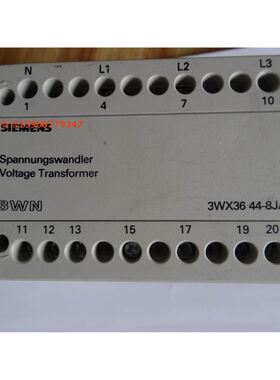 N L1 L2 L3
1 4 7 10
SIEMENS
Spannungswandler
Voltage Transformer
8WN 3WX36 44-8J
11 12 13 15 17 19 20